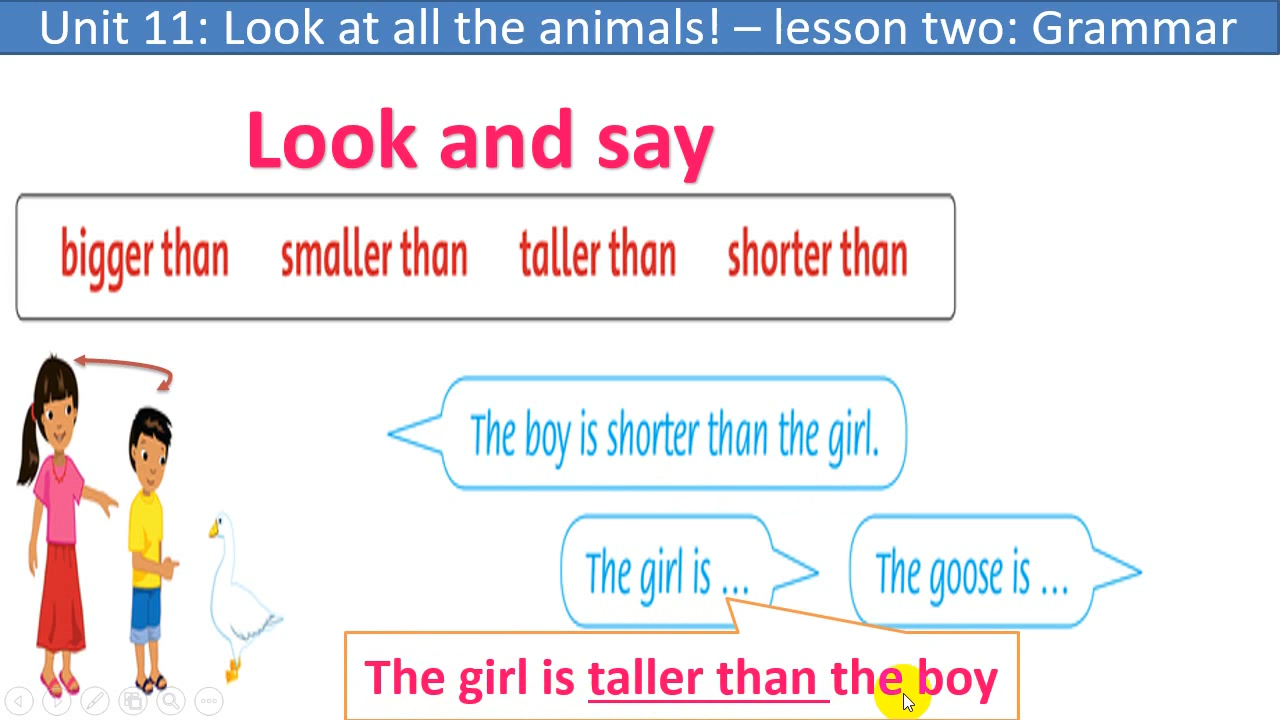 Unit 11: Look at all the animals! – lesson two: Grammar
Look and say
bigger than smaller than taller than shorter than
The boy is shorter than the girl.
The girl is ...
The goose is ...
The girl is taller than the boy